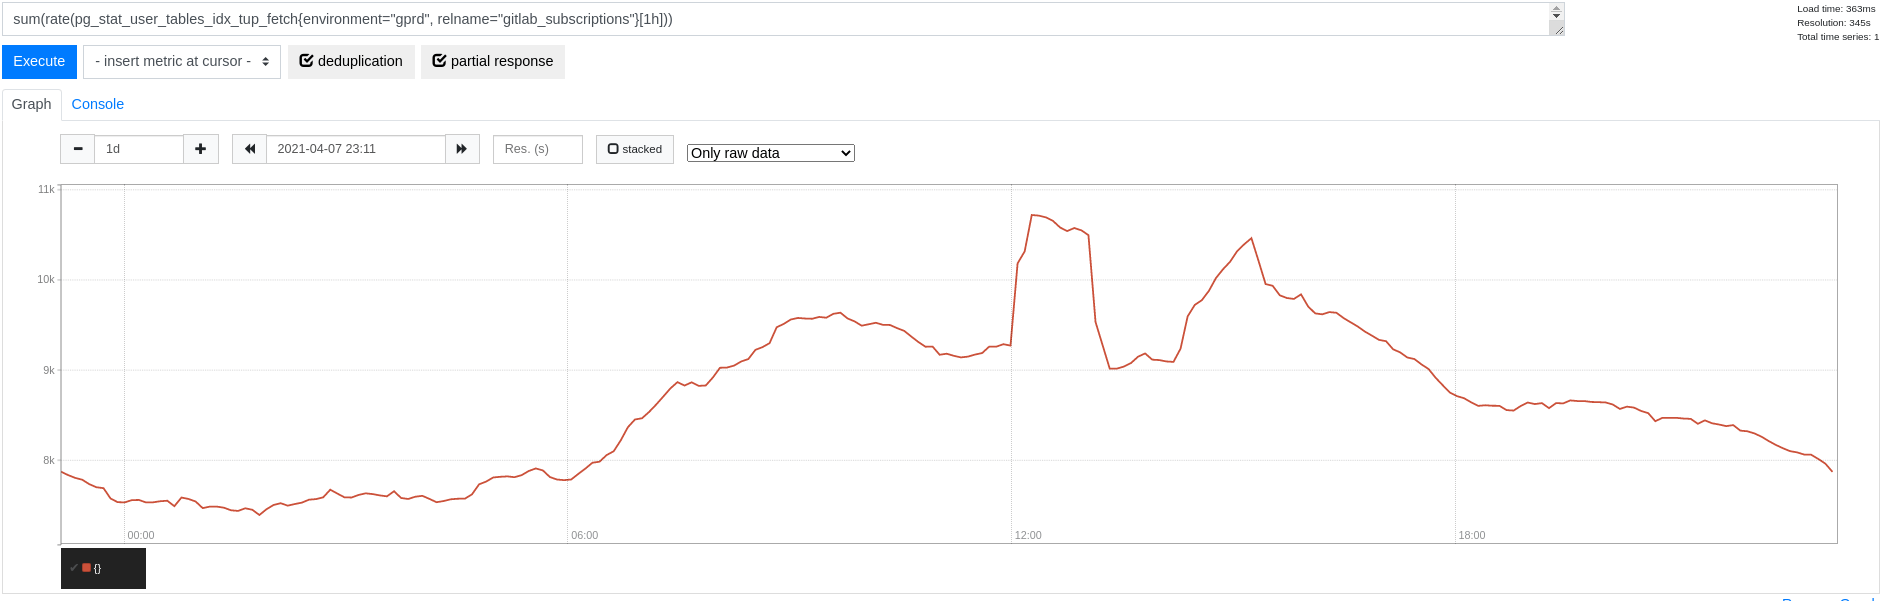 sum(rate(pg_stat_user_tables_idx_tup_fetch{environment="gprd", relname="gitlab_subscriptions"}[1h]))
Load time: 363ms
Resolution: 345s
Total time series: 1
Execute - insert metric at cursor - deduplication partial response
Graph Console
1d 2021-04-07 23:11 Res. (s) stacked Only raw data
11k
10k
9k
8k
00:00 06:00 12:00 18:00
{}